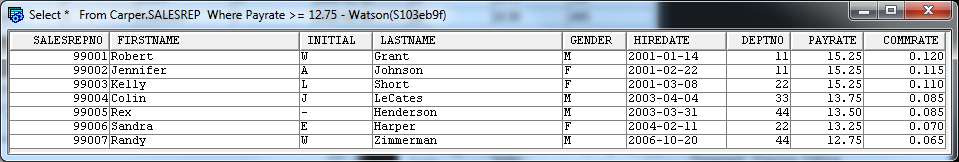 Select *   From Carper.SALESREP  Where Payrate >= 12.75 - Watson(S103eb9f)
SALESREPNO FIRSTNAME INITIAL LASTNAME GENDER HIREDATE DEPTNO PAYRATE COMMRATE
99001 Robert W Grant M 2001-01-14 11 15.25 0.120
99002 Jennifer A Johnson F 2001-02-22 11 15.25 0.115
99003 Kelly L Short F 2001-03-08 22 15.25 0.110
99004 Colin J LeCates M 2003-04-04 33 13.75 0.085
99005 Rex - Henderson M 2003-03-31 44 13.50 0.085
99006 Sandra E Harper F 2004-02-11 22 13.25 0.070
99007 Randy W Zimmerman M 2006-10-20 44 12.75 0.065